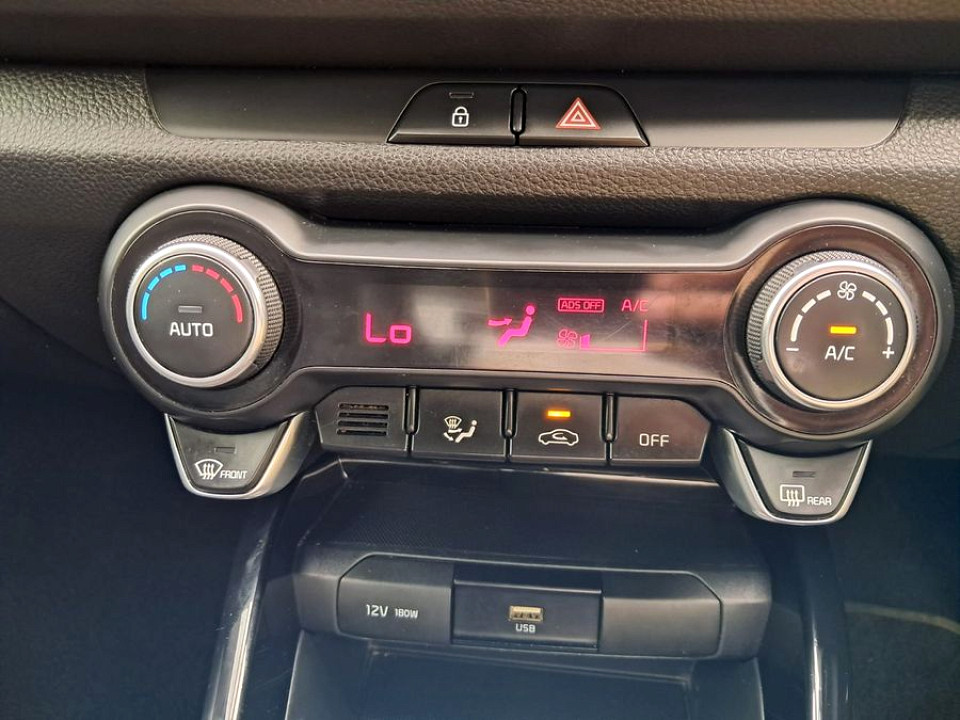 ADS OFF A/C
AUTO
Lo
A/C
- +
OFF
FRONT
REAR
12V 180W
USB